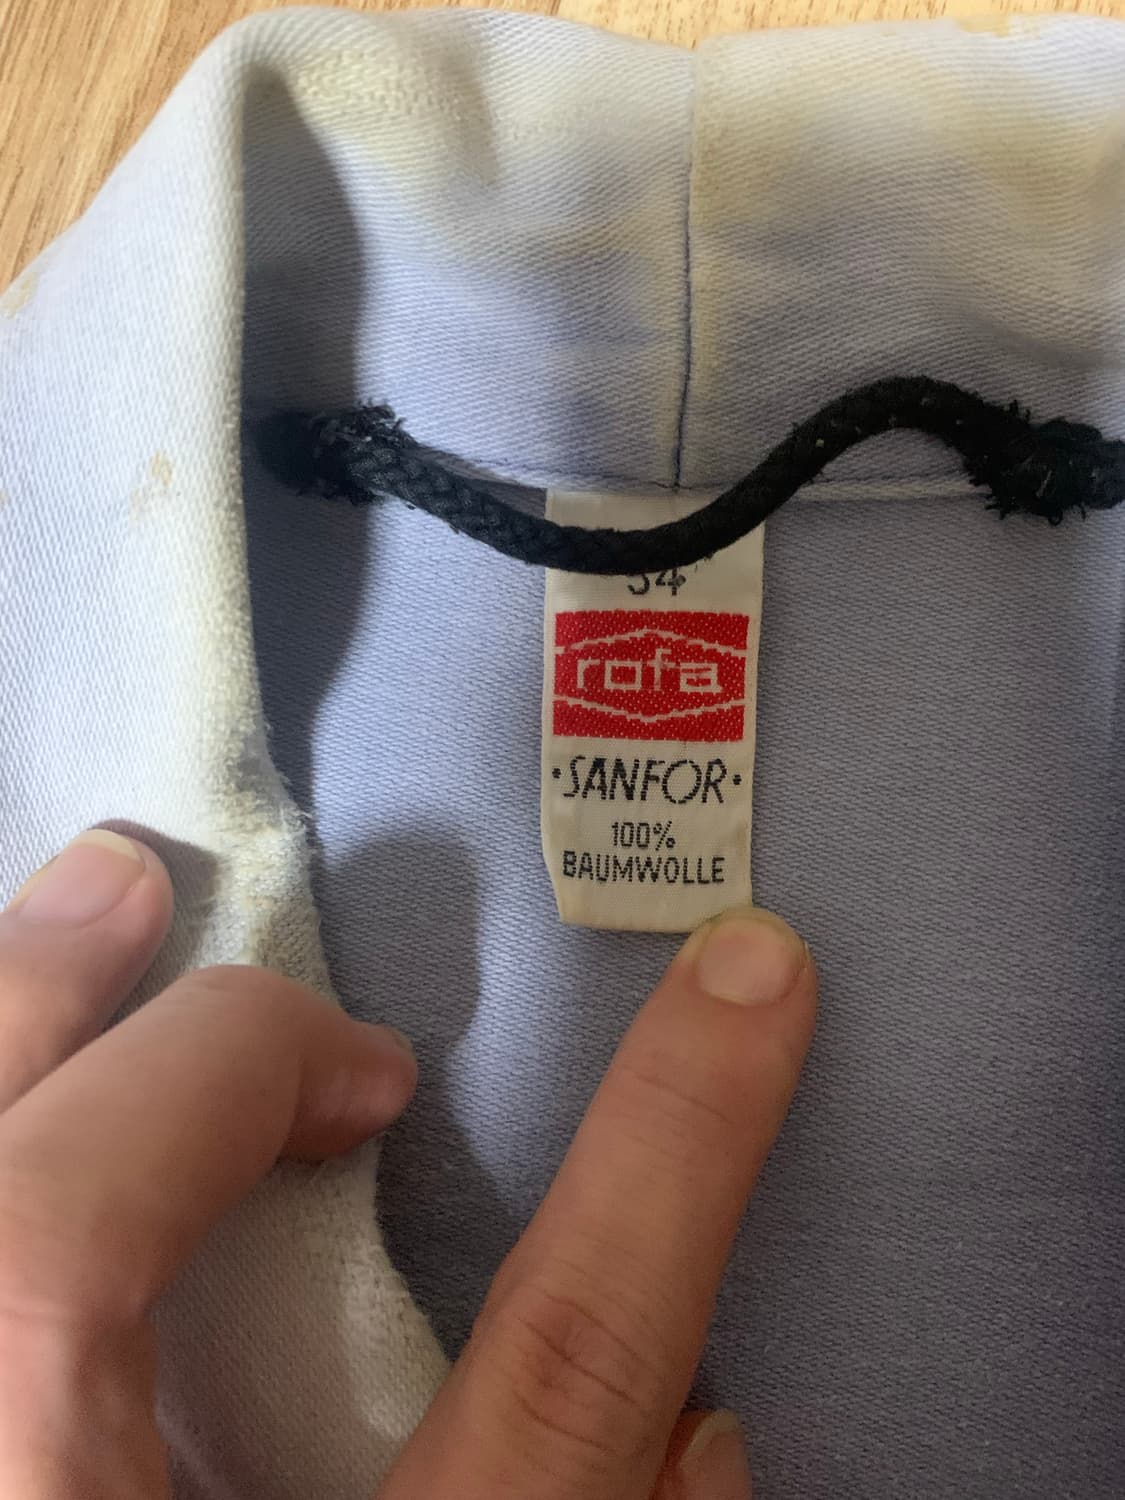 54
rofa
·SANFOR·
100%
BAUMWOLLE